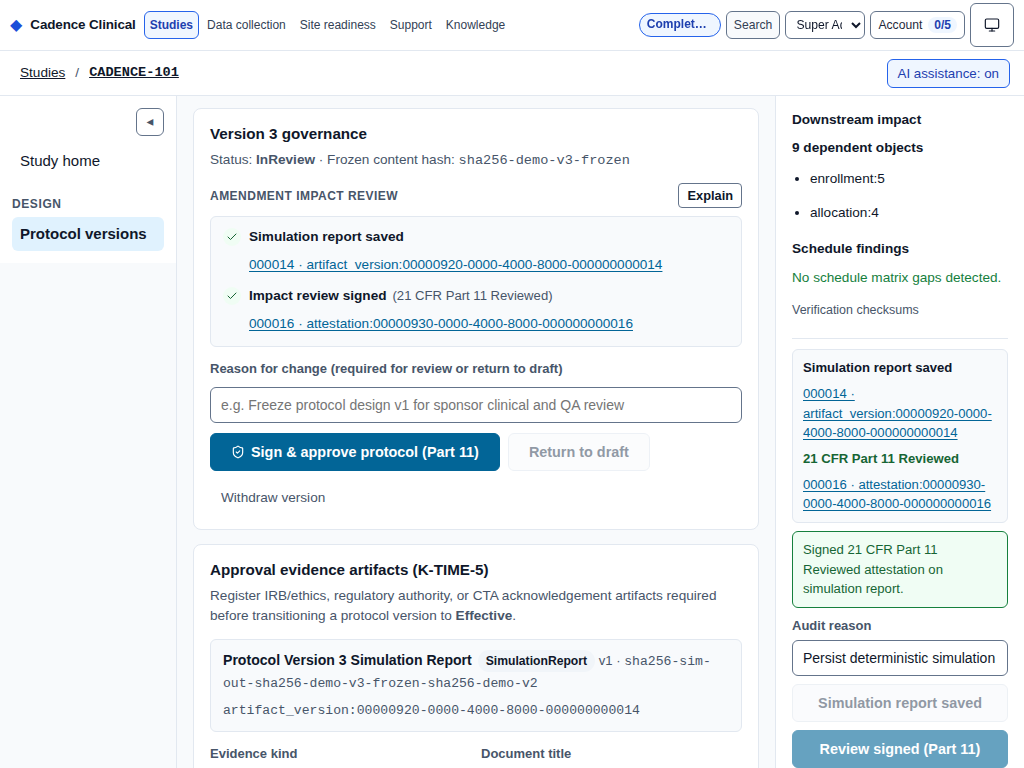 Cadence Clinical
Studies
Data collection
Site readiness
Support
Knowledge
Complet…
Search
Super Ac
Account 0/5
Studies / CADENCE-101
AI assistance: on
Study home
DESIGN
Protocol versions
Version 3 governance
Status: InReview · Frozen content hash: sha256-demo-v3-frozen
AMENDMENT IMPACT REVIEW
Explain
Simulation report saved
000014 · artifact_version:00000920-0000-4000-8000-000000000014
Impact review signed (21 CFR Part 11 Reviewed)
000016 · attestation:00000930-0000-4000-8000-000000000016
Reason for change (required for review or return to draft)
e.g. Freeze protocol design v1 for sponsor clinical and QA review
Sign & approve protocol (Part 11)
Return to draft
Withdraw version
Approval evidence artifacts (K-TIME-5)
Register IRB/ethics, regulatory authority, or CTA acknowledgement artifacts required
before transitioning a protocol version to Effective.
Protocol Version 3 Simulation Report SimulationReport v1 · sha256-sim-
out-sha256-demo-v3-frozen-sha256-demo-v2
artifact_version:00000920-0000-4000-8000-000000000014
Evidence kind
Document title
Downstream impact
9 dependent objects
enrollment:5
allocation:4
Schedule findings
No schedule matrix gaps detected.
Verification checksums
Simulation report saved
000014 ·
artifact_version:00000920-0000-
4000-8000-000000000014
21 CFR Part 11 Reviewed
000016 · attestation:00000930-
0000-4000-8000-000000000016
Signed 21 CFR Part 11
Reviewed attestation on
simulation report.
Audit reason
Persist deterministic simulation
Simulation report saved
Review signed (Part 11)